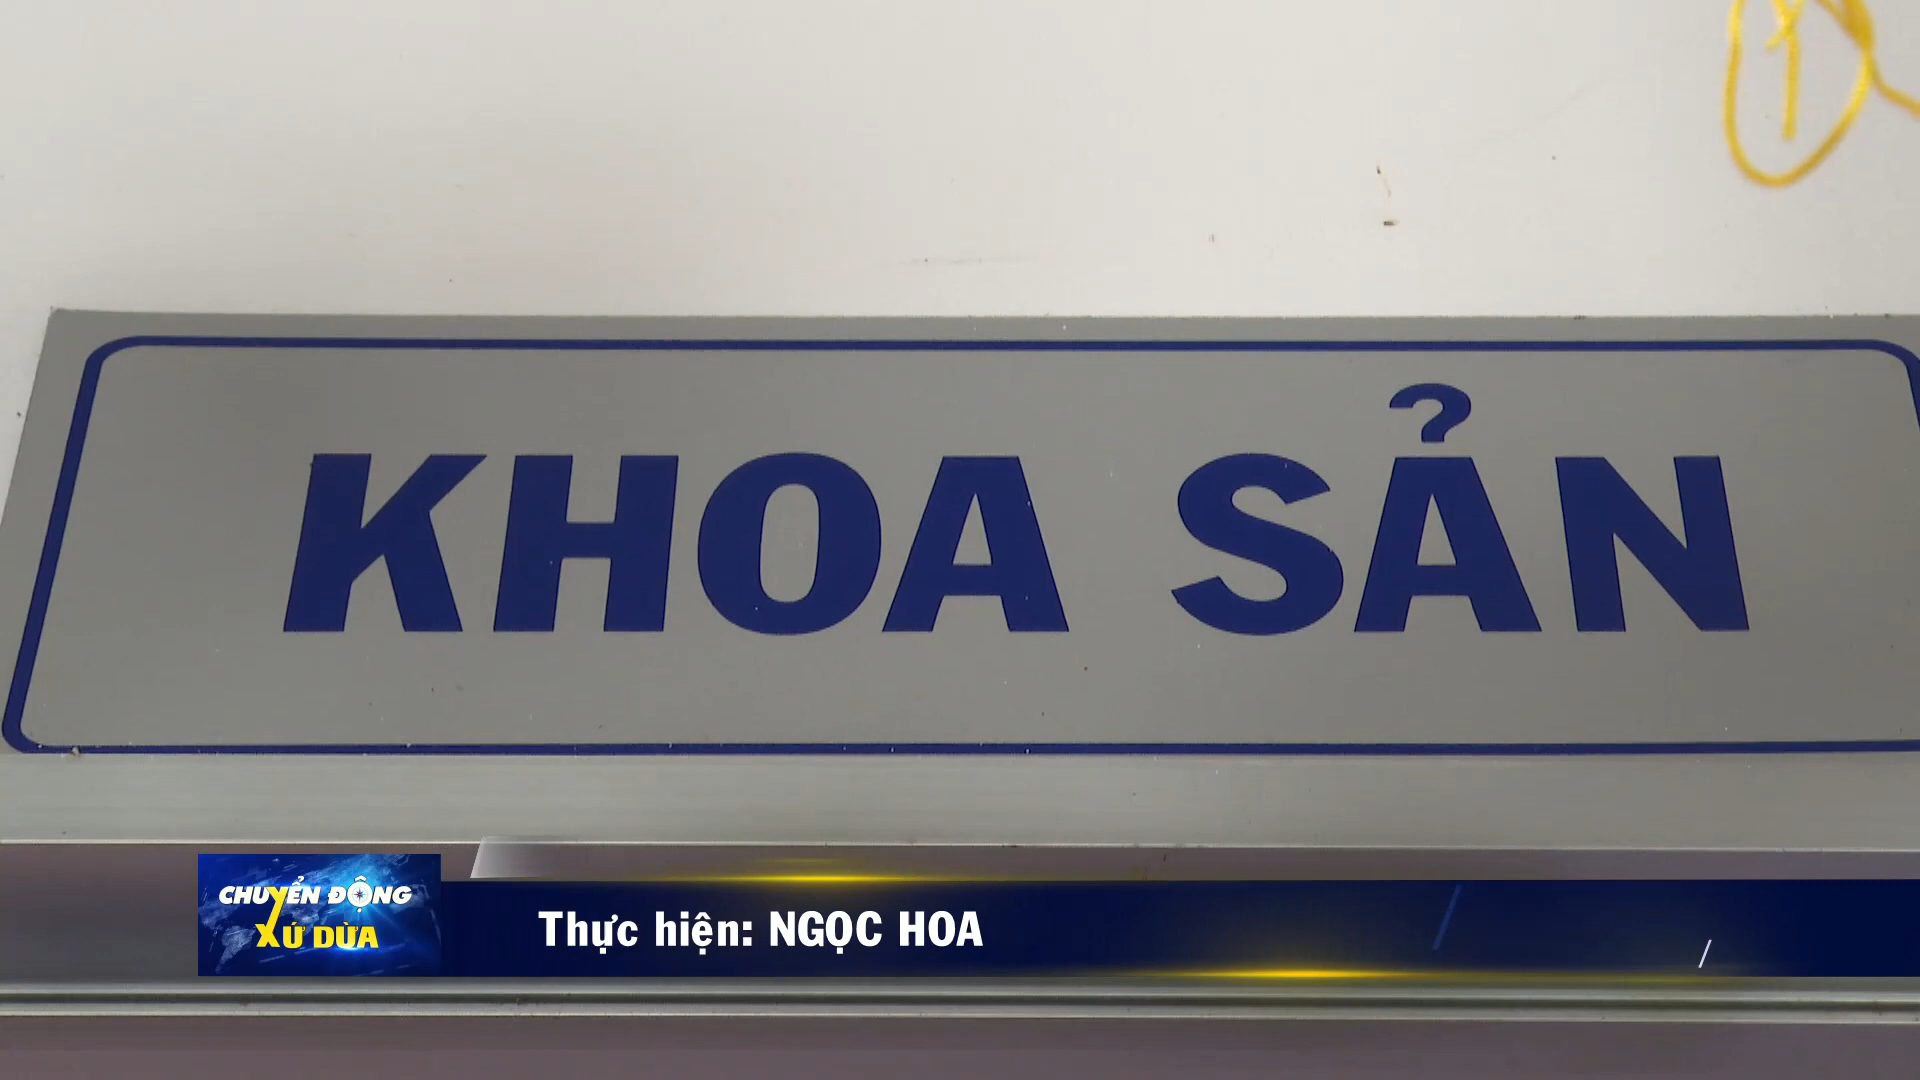 KHOA SẢN
CHUYỂN ĐỘNG
XỨ DỪA
Thực hiện: NGỌC HOA